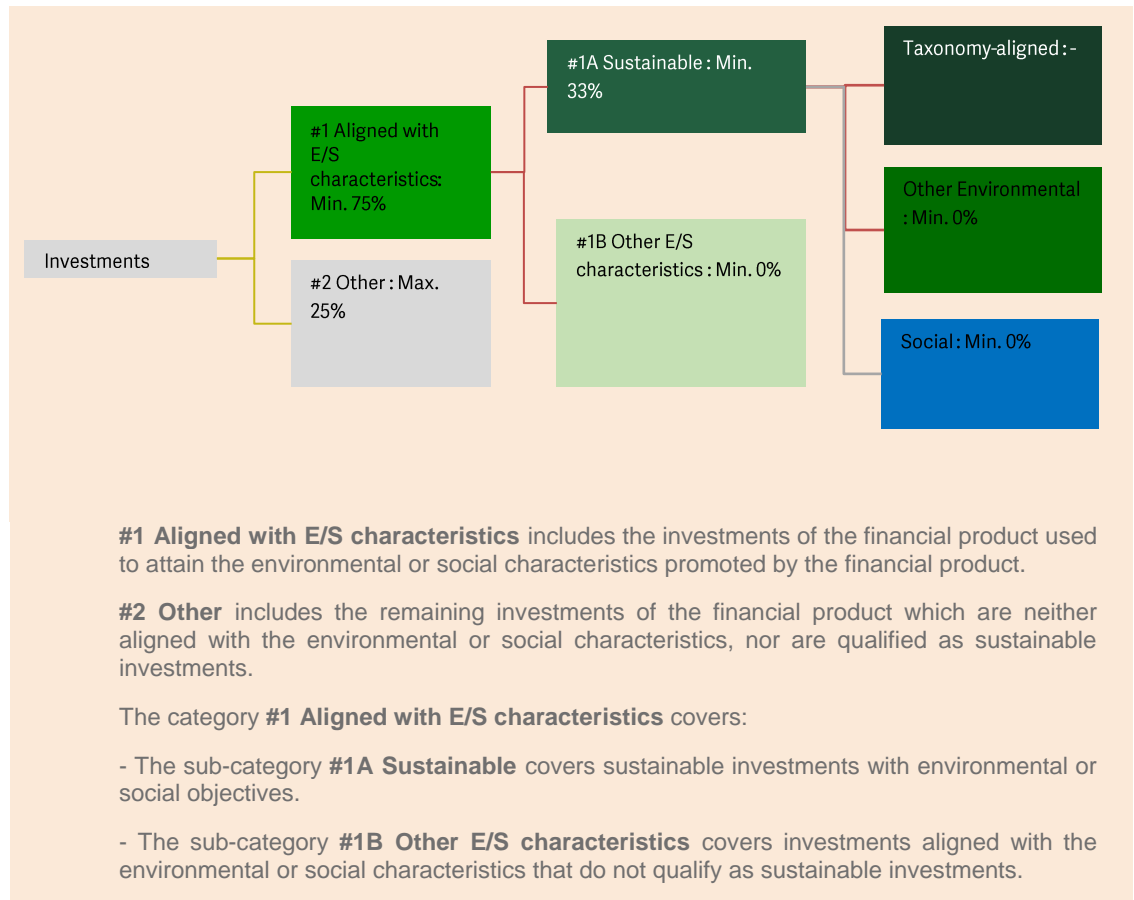 Investments
#1 Aligned with
E/S
characteristics:
Min. 75%
#2 Other : Max.
25%
#1A Sustainable : Min.
33%
#1B Other E/S
characteristics : Min. 0%
Taxonomy-aligned : -
Other Environmental
: Min. 0%
Social : Min. 0%
#1 Aligned with E/S characteristics includes the investments of the financial product used
to attain the environmental or social characteristics promoted by the financial product.
#2 Other includes the remaining investments of the financial product which are neither
aligned with the environmental or social characteristics, nor are qualified as sustainable
investments.
The category #1 Aligned with E/S characteristics covers:
- The sub-category #1A Sustainable covers sustainable investments with environmental or
social objectives.
- The sub-category #1B Other E/S characteristics covers investments aligned with the
environmental or social characteristics that do not qualify as sustainable investments.